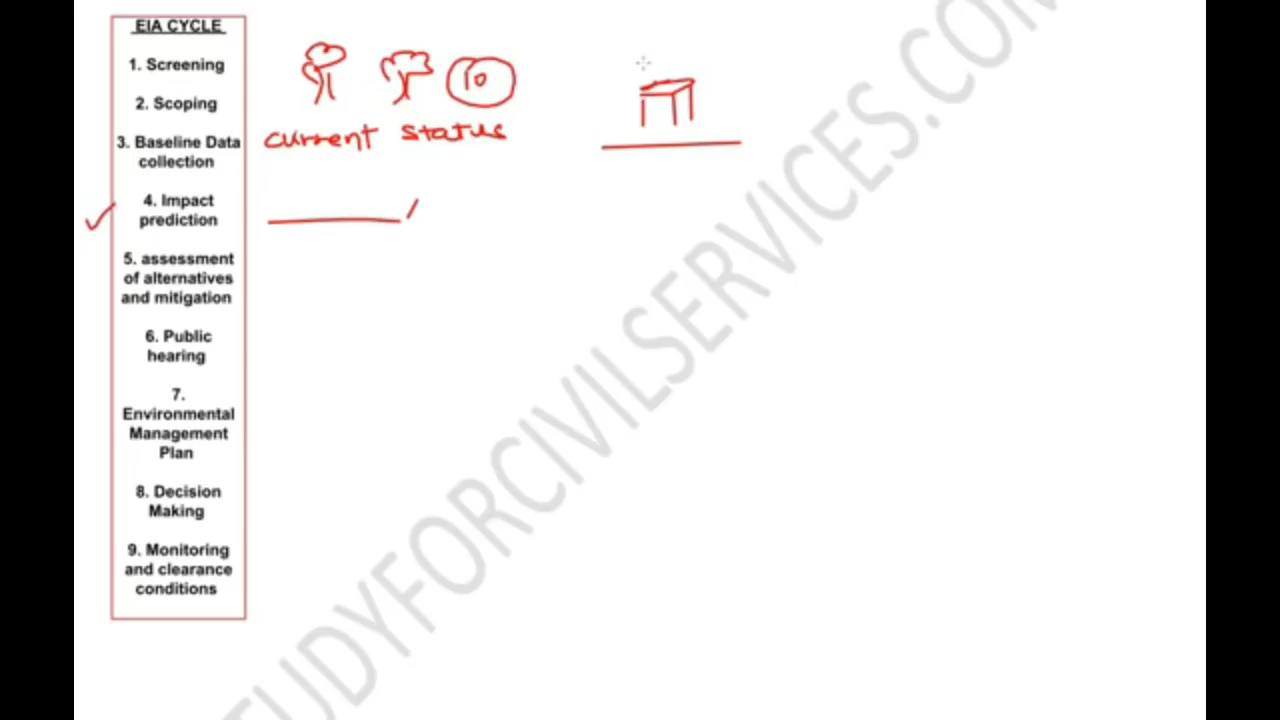 EIA CYCLE
1. Screening
2. Scoping
3. Baseline Data
collection
4. Impact
prediction
5. assessment
of alternatives
and mitigation
6. Public
hearing
7.
Environmental
Management
Plan
8. Decision
Making
9. Monitoring
and clearance
conditions
10
current status
TUDYFORCIVILSERVICES.COM